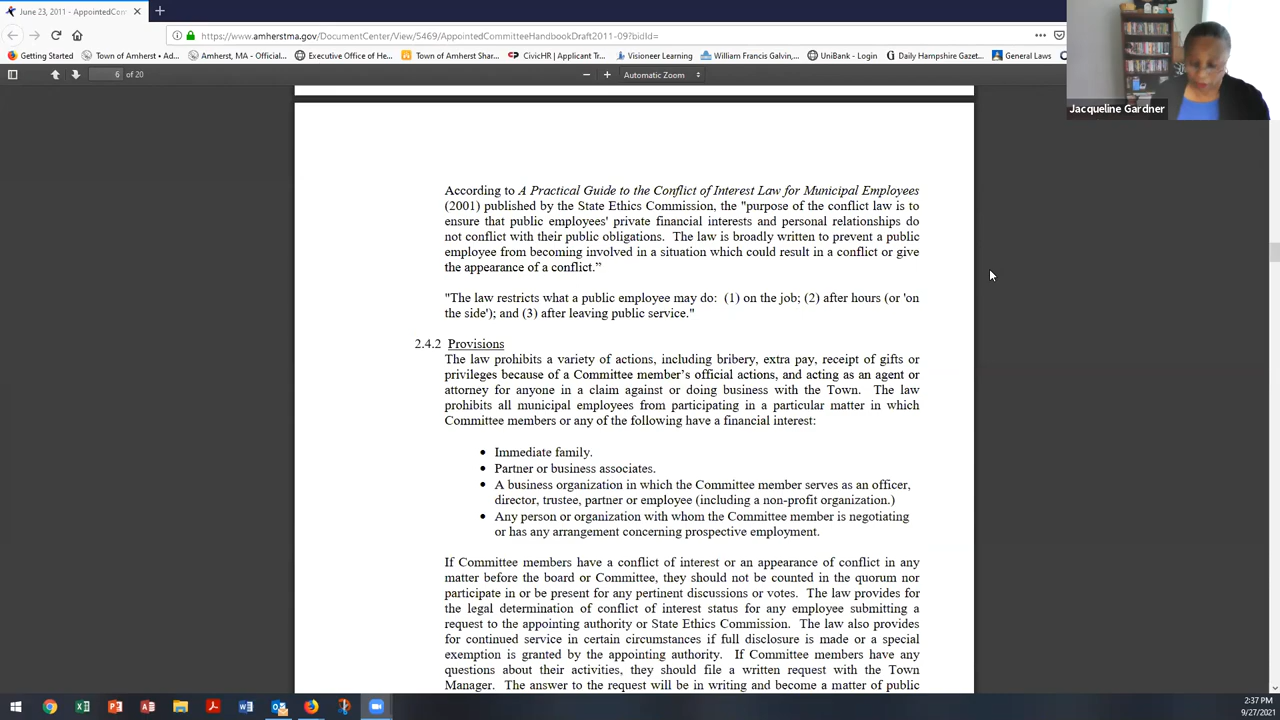 June 23, 2011 - AppointedCom
https://www.amherstma.gov/DocumentCenter/View/5469/AppointedCommitteeHandbookDraft2011-09?bidId=
Getting Started
Town of Amherst • Ad...
Amherst, MA - Official...
Executive Office of He...
Town of Amherst Shar...
CivicHR | Applicant Tr...
Visioneer Learning
William Francis Galvin,...
UniBank - Login
Daily Hampshire Gazet...
General Laws
6 of 20
Automatic Zoom
Jacqueline Gardner
According to A Practical Guide to the Conflict of Interest Law for Municipal Employees
(2001) published by the State Ethics Commission, the "purpose of the conflict law is to
ensure that public employees' private financial interests and personal relationships do
not conflict with their public obligations. The law is broadly written to prevent a public
employee from becoming involved in a situation which could result in a conflict or give
the appearance of a conflict.”
"The law restricts what a public employee may do: (1) on the job; (2) after hours (or 'on
the side'); and (3) after leaving public service."
2.4.2 Provisions
The law prohibits a variety of actions, including bribery, extra pay, receipt of gifts or
privileges because of a Committee member’s official actions, and acting as an agent or
attorney for anyone in a claim against or doing business with the Town. The law
prohibits all municipal employees from participating in a particular matter in which
Committee members or any of the following have a financial interest:
• Immediate family.
• Partner or business associates.
• A business organization in which the Committee member serves as an officer,
director, trustee, partner or employee (including a non-profit organization.)
• Any person or organization with whom the Committee member is negotiating
or has any arrangement concerning prospective employment.
If Committee members have a conflict of interest or an appearance of conflict in any
matter before the board or Committee, they should not be counted in the quorum nor
participate in or be present for any pertinent discussions or votes. The law provides for
the legal determination of conflict of interest status for any employee submitting a
request to the appointing authority or State Ethics Commission. The law also provides
for continued service in certain circumstances if full disclosure is made or a special
exemption is granted by the appointing authority. If Committee members have any
questions about their activities, they should file a written request with the Town
Manager. The answer to the request will be in writing and become a matter of public
2:37 PM
9/27/2021